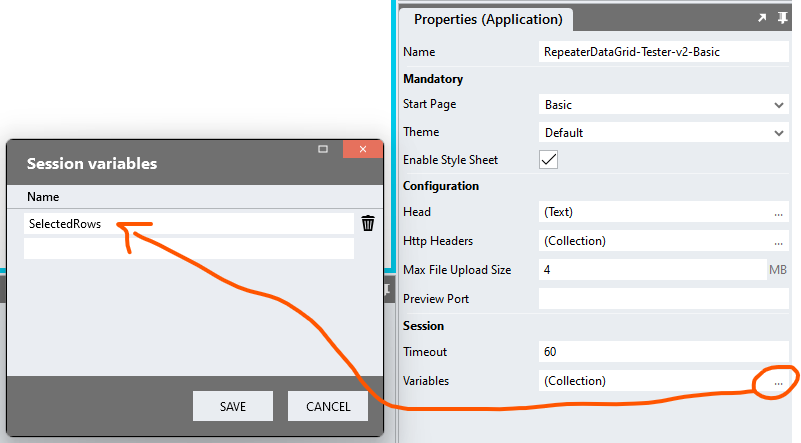 Properties (Application)
Name
RepeaterDataGrid-Tester-v2-Basic
Mandatory
Start Page
Basic
Theme
Default
Enable Style Sheet
Configuration
Head
(Text)
...
Http Headers
(Collection)
...
Max File Upload Size
4
MB
Preview Port
Session
Timeout
60
Variables
(Collection)
...
Session variables
Name
SelectedRows
SAVE
CANCEL